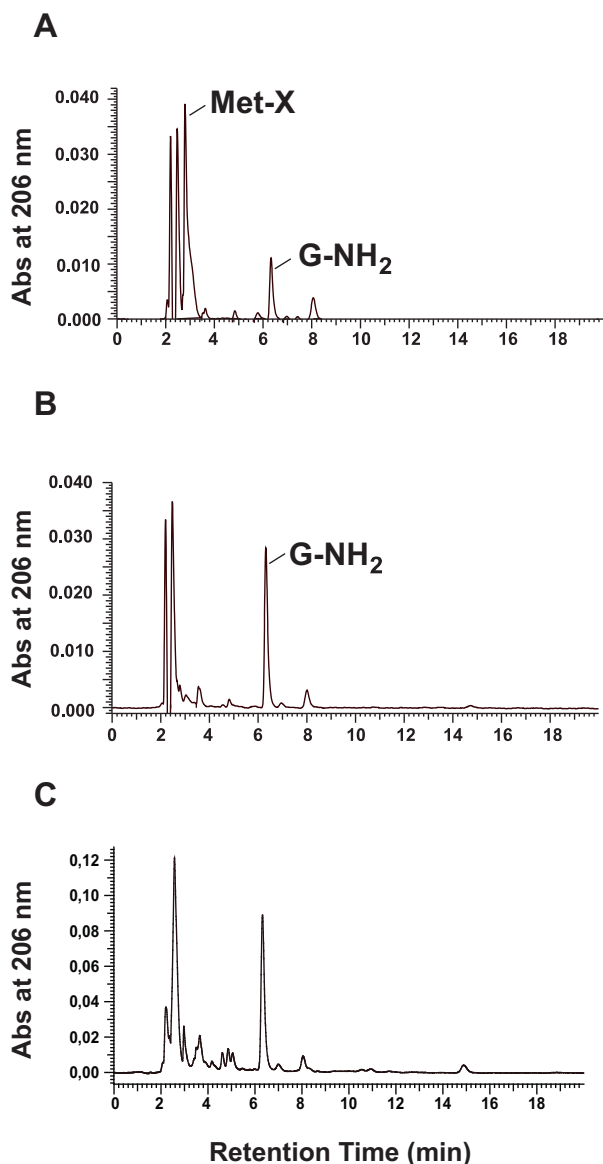 A
Abs at 206 nm
0.040
0.030
0.020
0.010
0.000
Met-X
G-NH₂
0 2 4 6 8 10 12 14 16 18
B
Abs at 206 nm
0.040
0.030
0.020
0.010
0.000
G-NH₂
0 2 4 6 8 10 12 14 16 18
C
Abs at 206 nm
0,12
0,10
0,08
0,06
0,04
0,02
0,00
0 2 4 6 8 10 12 14 16 18
Retention Time (min)